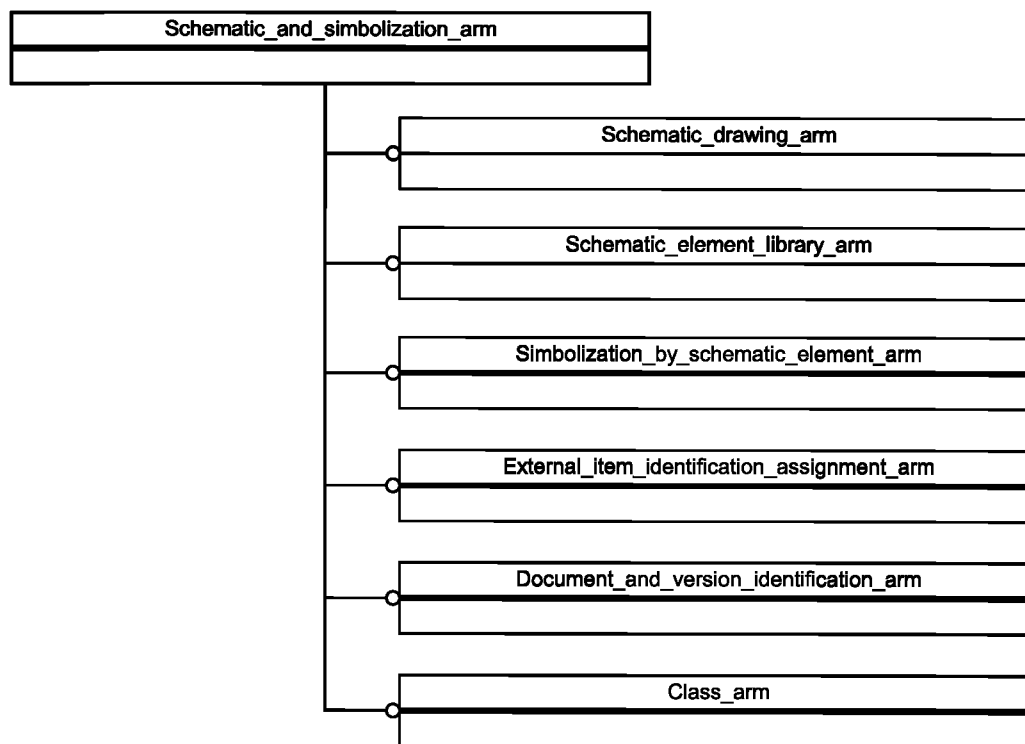 Schematic_and_simbolization_arm
Schematic_drawing_arm
Schematic_element_library_arm
Simbolization_by_schematic_element_arm
External_item_identification_assignment_arm
Document_and_version_identification_arm
Class_arm